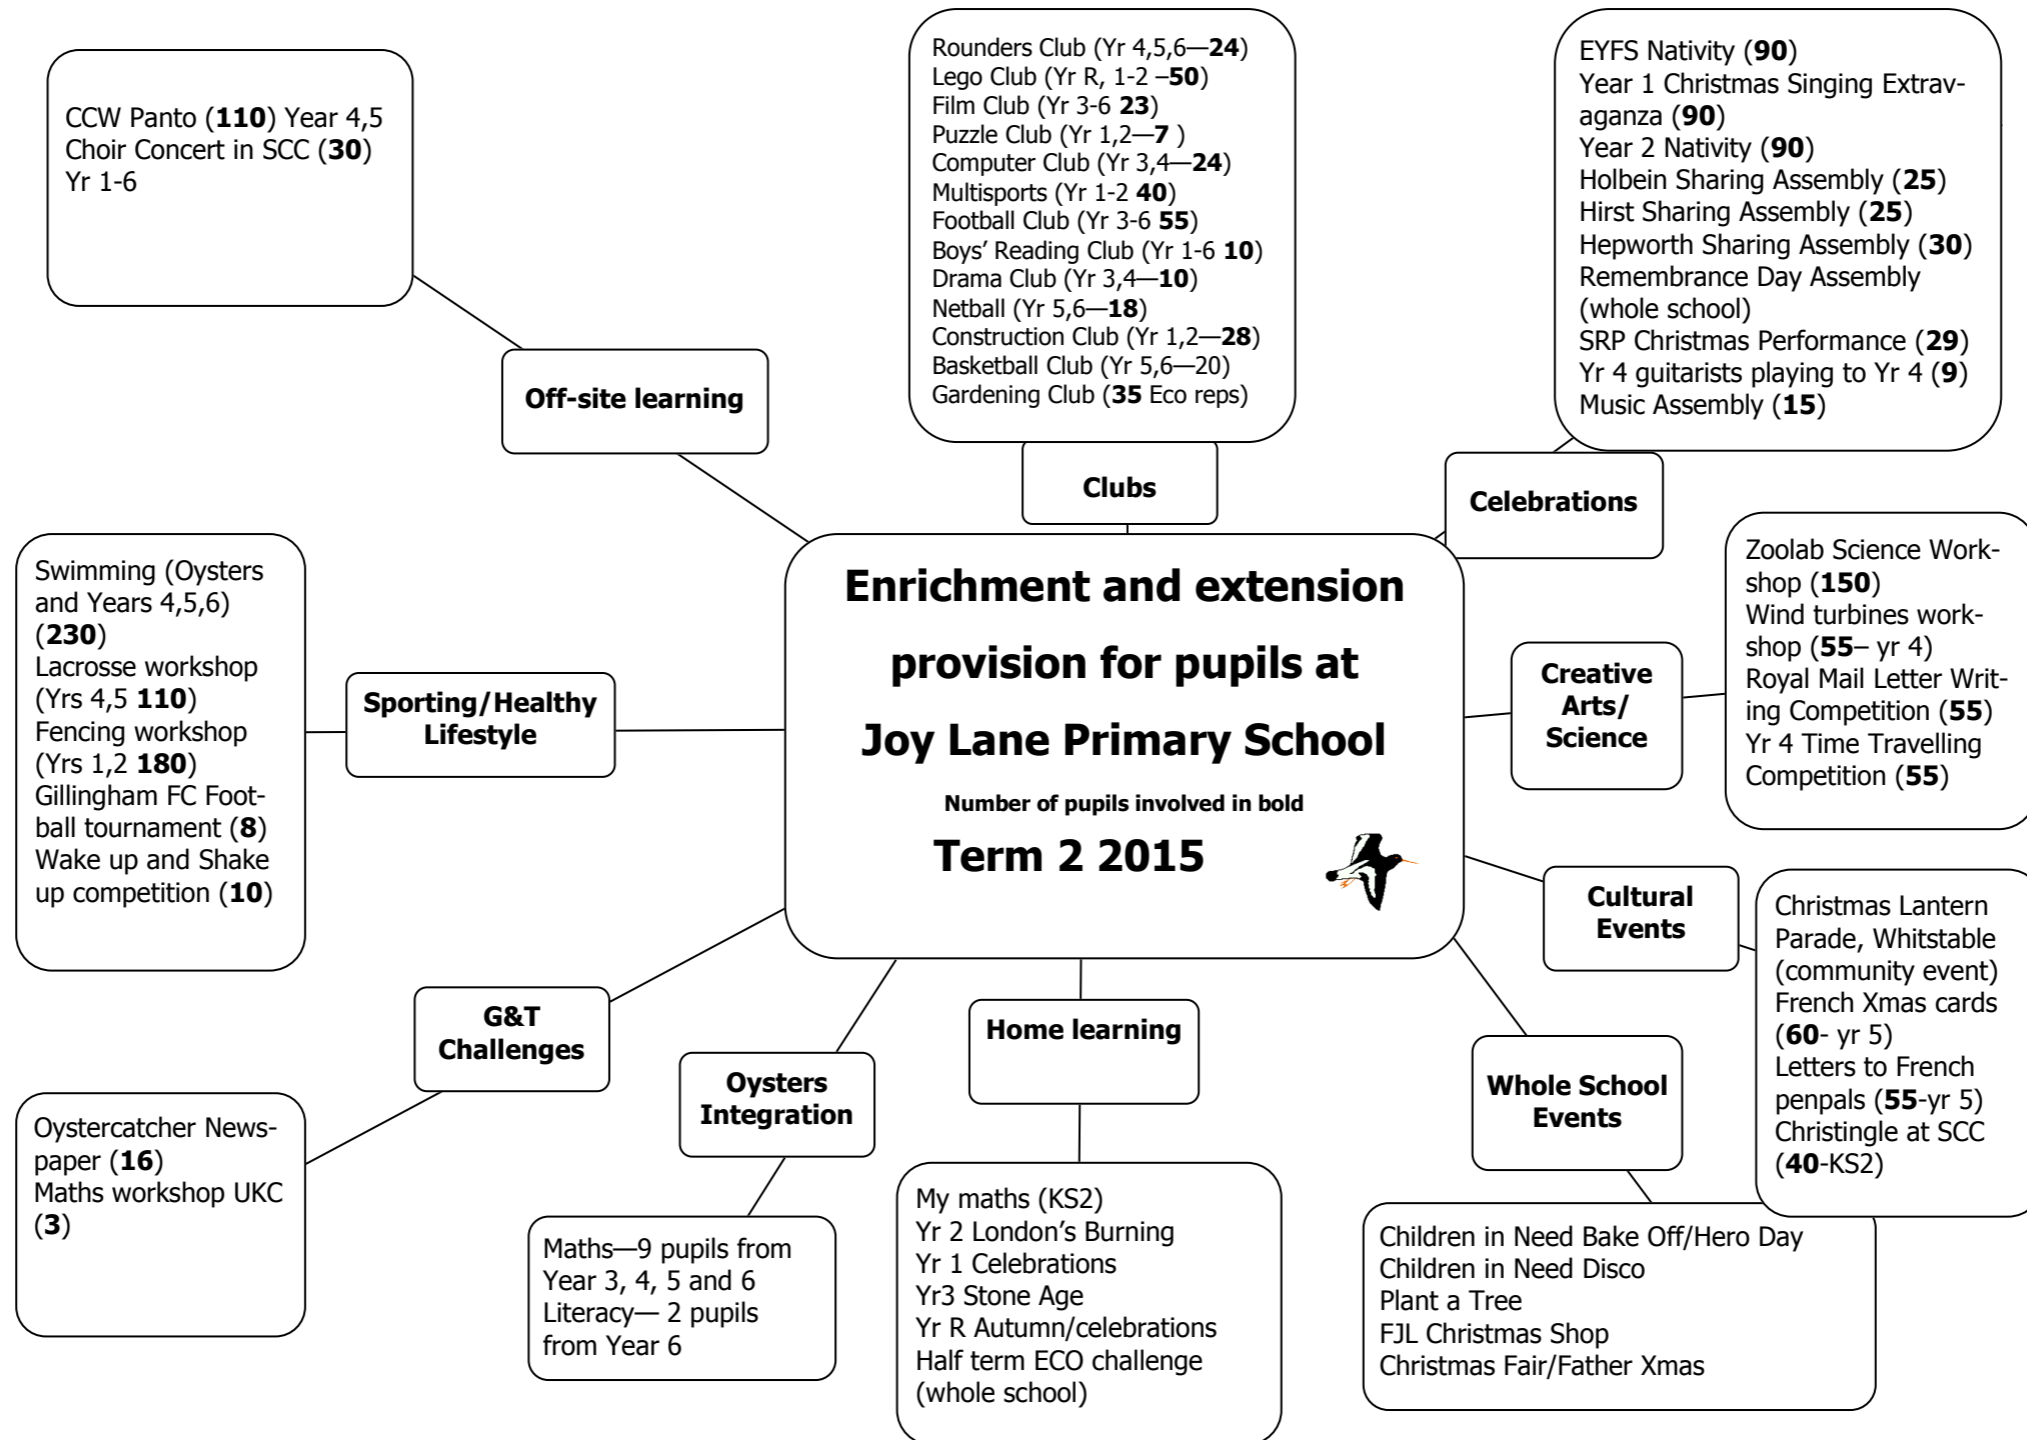 CCW Panto (110) Year 4,5
Choir Concert in SCC (30)
Yr 1-6
Off-site learning
Rounders Club (Yr 4,5,6—24)
Lego Club (Yr R, 1-2 –50)
Film Club (Yr 3-6 23)
Puzzle Club (Yr 1,2—7 )
Computer Club (Yr 3,4—24)
Multisports (Yr 1-2 40)
Football Club (Yr 3-6 55)
Boys’ Reading Club (Yr 1-6 10)
Drama Club (Yr 3,4—10)
Netball (Yr 5,6—18)
Construction Club (Yr 1,2—28)
Basketball Club (Yr 5,6—20)
Gardening Club (35 Eco reps)
Clubs
EYFS Nativity (90)
Year 1 Christmas Singing Extrav-
aganza (90)
Year 2 Nativity (90)
Holbein Sharing Assembly (25)
Hirst Sharing Assembly (25)
Hepworth Sharing Assembly (30)
Remembrance Day Assembly
(whole school)
SRP Christmas Performance (29)
Yr 4 guitarists playing to Yr 4 (9)
Music Assembly (15)
Celebrations
Swimming (Oysters
and Years 4,5,6)
(230)
Lacrosse workshop
(Yrs 4,5 110)
Fencing workshop
(Yrs 1,2 180)
Gillingham FC Foot-
ball tournament (8)
Wake up and Shake
up competition (10)
Sporting/Healthy
Lifestyle
Enrichment and extension
provision for pupils at
Joy Lane Primary School
Number of pupils involved in bold
Term 2 2015
Creative
Arts/
Science
Zoolab Science Work-
shop (150)
Wind turbines work-
shop (55– yr 4)
Royal Mail Letter Writ-
ing Competition (55)
Yr 4 Time Travelling
Competition (55)
Cultural
Events
Christmas Lantern
Parade, Whitstable
(community event)
French Xmas cards
(60- yr 5)
Letters to French
penpals (55-yr 5)
Christingle at SCC
(40-KS2)
G&T
Challenges
Oystercatcher News-
paper (16)
Maths workshop UKC
(3)
Oysters
Integration
Maths—9 pupils from
Year 3, 4, 5 and 6
Literacy— 2 pupils
from Year 6
Home learning
My maths (KS2)
Yr 2 London’s Burning
Yr 1 Celebrations
Yr3 Stone Age
Yr R Autumn/celebrations
Half term ECO challenge
(whole school)
Whole School
Events
Children in Need Bake Off/Hero Day
Children in Need Disco
Plant a Tree
FJL Christmas Shop
Christmas Fair/Father Xmas